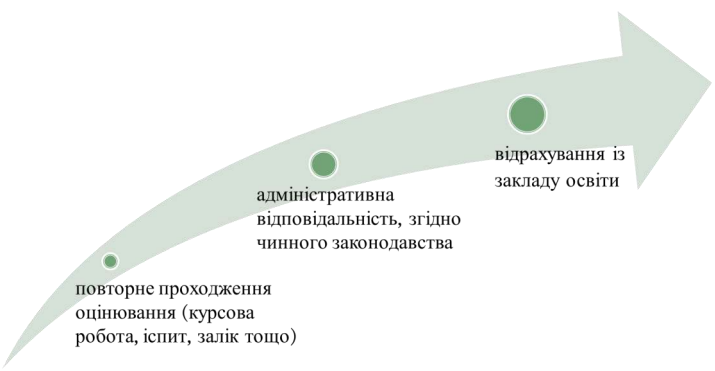 відрахування із
закладу освіти
адміністративна
відповідальність, згідно
чинного законодавства
повторне проходження
оцінювання (курсова
робота, іспит, залік тощо)